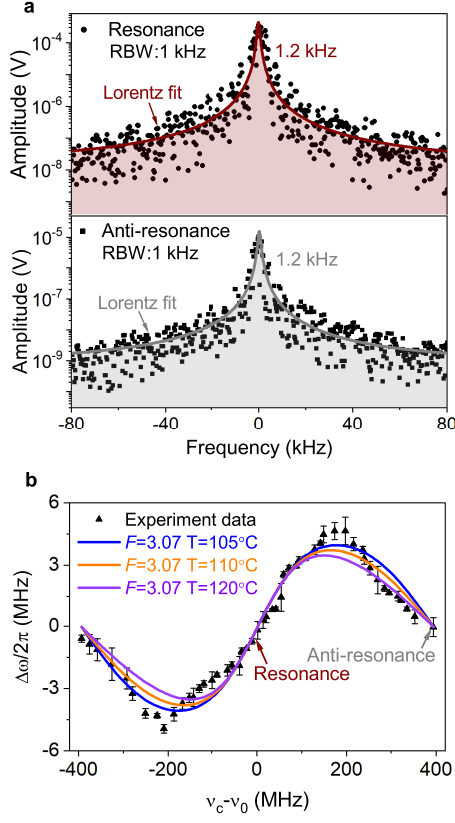 a
Resonance
RBW:1 kHz
1.2 kHz
Lorentz fit
Amplitude (V)
10⁻⁴
10⁻⁶
10⁻⁸
Anti-resonance
RBW:1 kHz
1.2 kHz
Lorentz fit
Amplitude (V)
10⁻⁵
10⁻⁷
10⁻⁹
-80 -40 0 40 80
Frequency (kHz)
b
Experiment data
F=3.07 T=105°C
F=3.07 T=110°C
F=3.07 T=120°C
Anti-resonance
Resonance
Δω/2π (MHz)
6
3
0
-3
-6
-400 -200 0 200 400
ν_c-ν₀ (MHz)